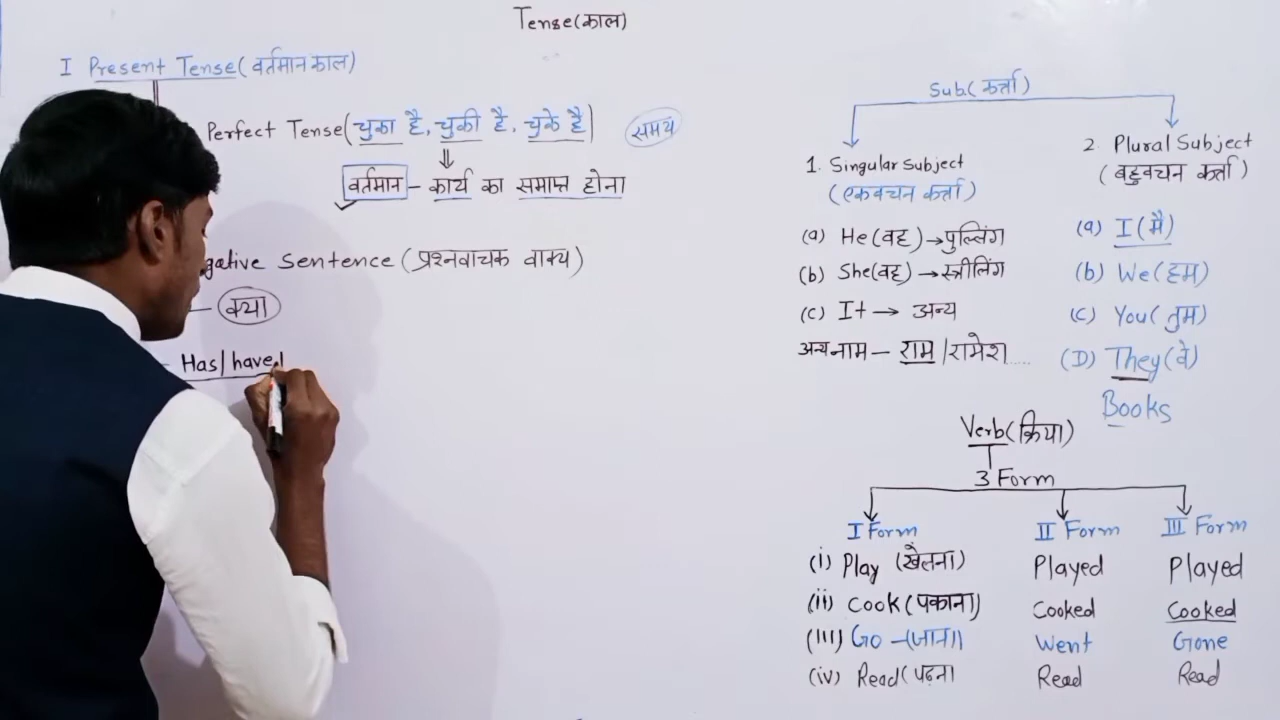 Tense(काल)
I Present Tense(वर्तमान काल)
Perfect Tense(चुका है, चुकी है, चुके है)
समय
वर्तमान - कार्य का समाप्त होना
gative Sentence (प्रश्नवाचक वाक्य)
— क्या
- Has/have
Sub.(कर्त्ता)
1. Singular Subject
(एकवचन कर्त्ता)
(a) He(वह) →पुल्लिंग
(b) She(वह) →स्त्रीलिंग
(c) It → अन्य
अन्य नाम — राम/रामेश.....
2. Plural Subject
(बहुवचन कर्त्ता)
(a) I(मै)
(b) We(हम)
(c) You(तुम)
(D) They(वे)
Books
Verb(क्रिया)
3 Form
I Form II Form III Form
(i) Play (खेलना) Played Played
(ii) Cook(पकाना) Cooked Cooked
(III) Go -(जाना) Went Gone
(iv) Read(पढ़ना Read Read